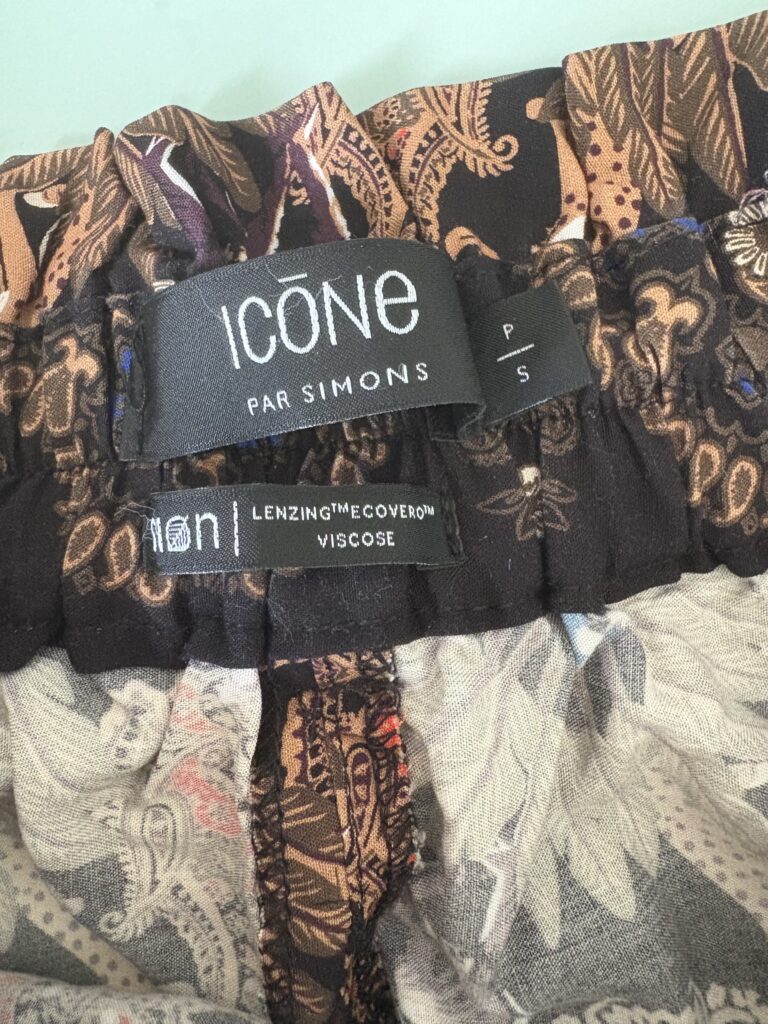 ICŌNe
PAR SIMONS
P
S
LENZING™ECOVERO™
VISCOSE